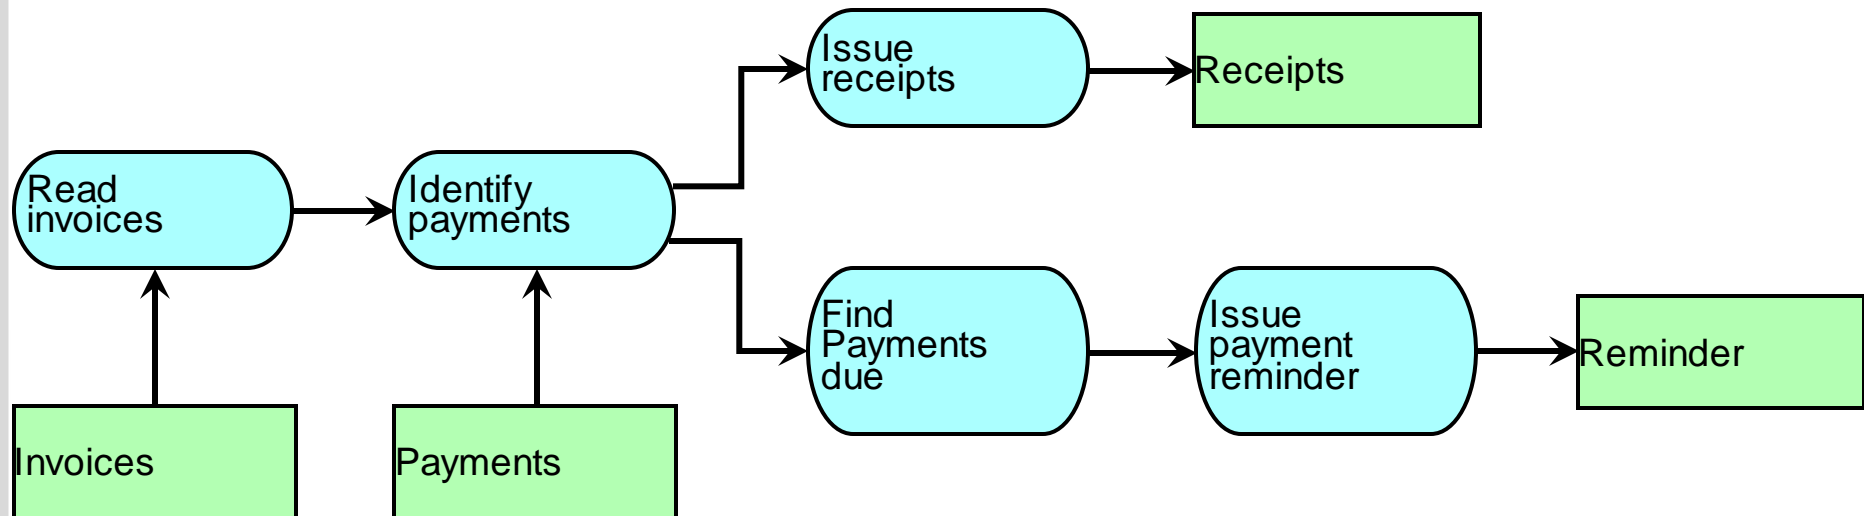 Issue
receipts
Receipts
Read
invoices
Identify
payments
Find
Payments
due
Issue
payment
reminder
Reminder
Invoices
Payments